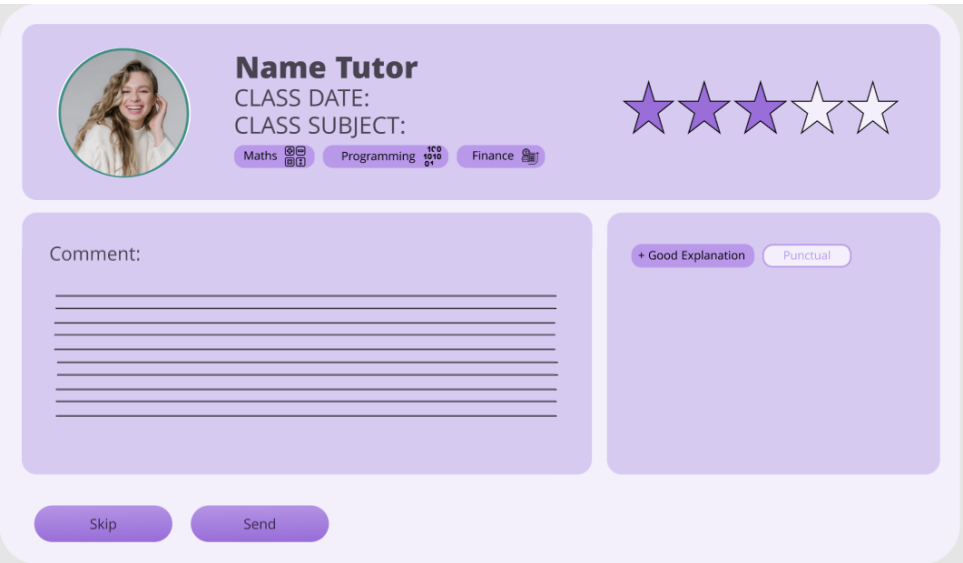 Name Tutor
CLASS DATE:
CLASS SUBJECT:
Maths Programming Finance
Comment:
+ Good Explanation Punctual
Skip Send